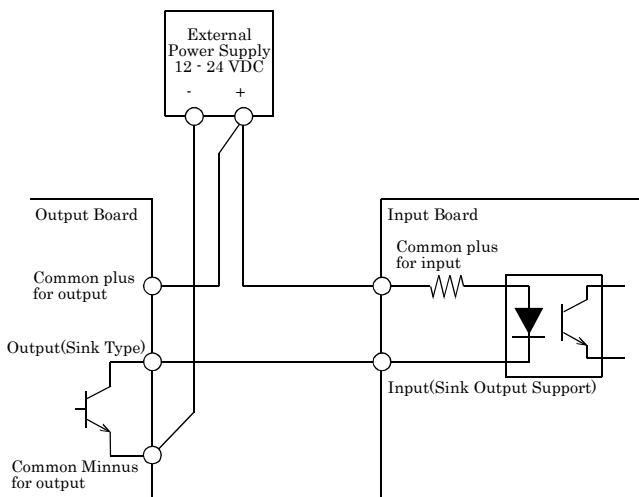 External
Power Supply
12 - 24 VDC
- +
Output Board
Input Board
Common plus
for input
Common plus
for output
Output(Sink Type)
Input(Sink Output Support)
Common Minnus
for output